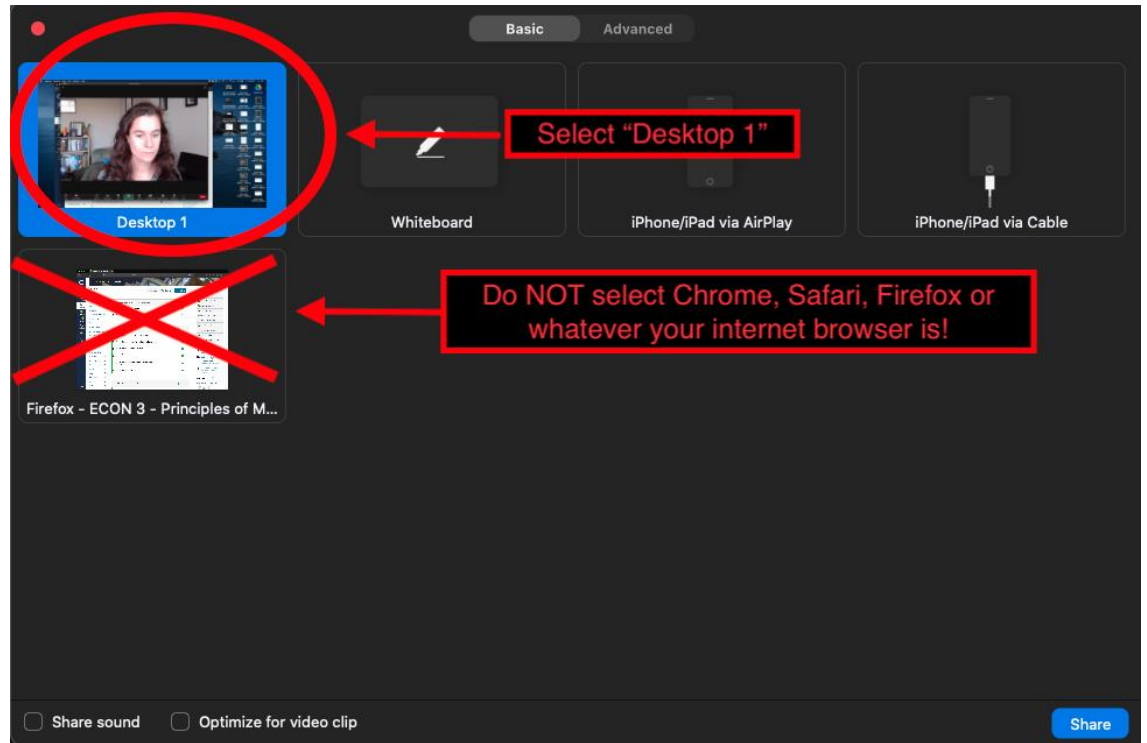 Basic Advanced
Select “Desktop 1”
Desktop 1 Whiteboard iPhone/iPad via AirPlay iPhone/iPad via Cable
Do NOT select Chrome, Safari, Firefox or
whatever your internet browser is!
Firefox - ECON 3 - Principles of M...
Share sound Optimize for video clip Share